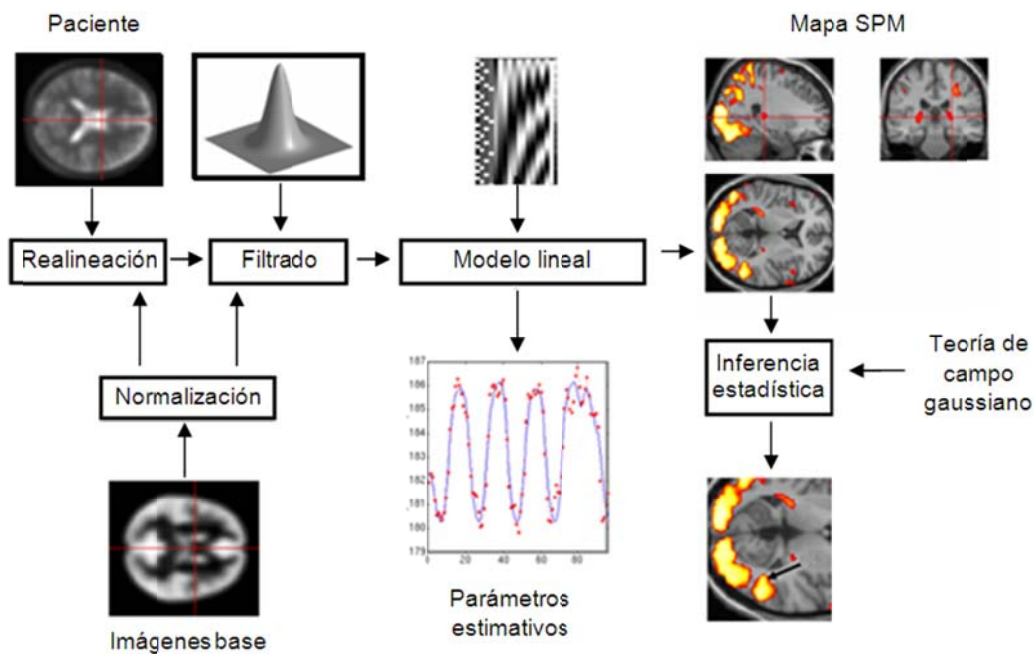 Paciente
Mapa SPM
Realineación
Filtrado
Modelo lineal
Normalización
Inferencia
estadística
Teoría de
campo
gaussiano
187
186
185
184
183
182
181
180
179
0
20
40
60
80
Parámetros
estimativos
Imágenes base